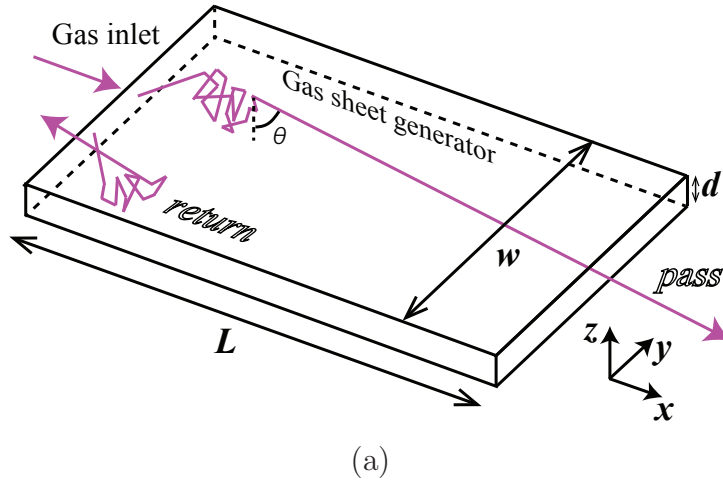 Gas inlet
Gas sheet generator
θ
d
return
w
pass
L
z
y
x
(a)